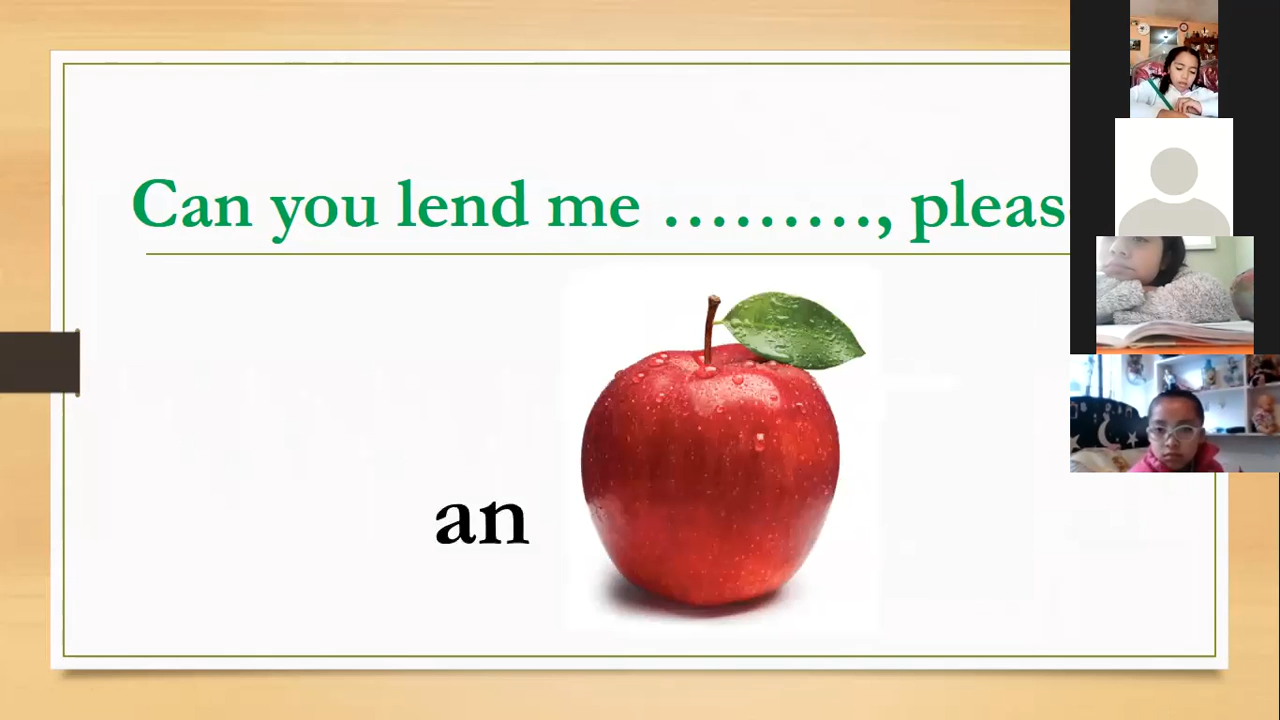 Can you lend me ........., pleas
an